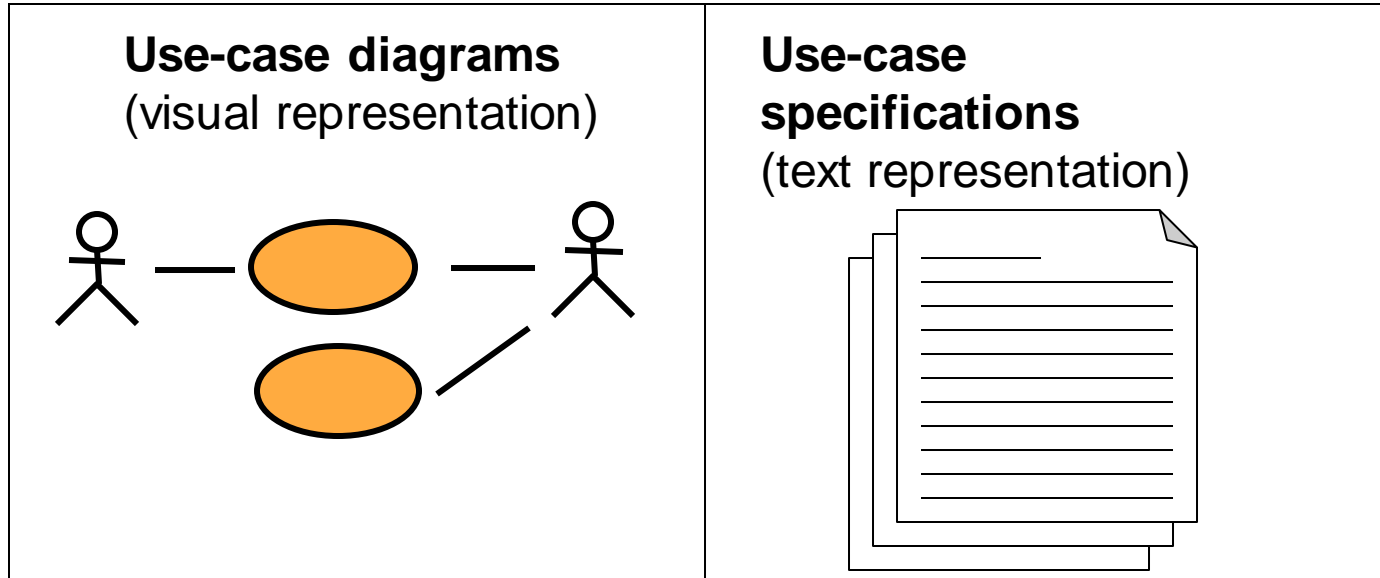 Use-case diagrams
(visual representation)
Use-case
specifications
(text representation)